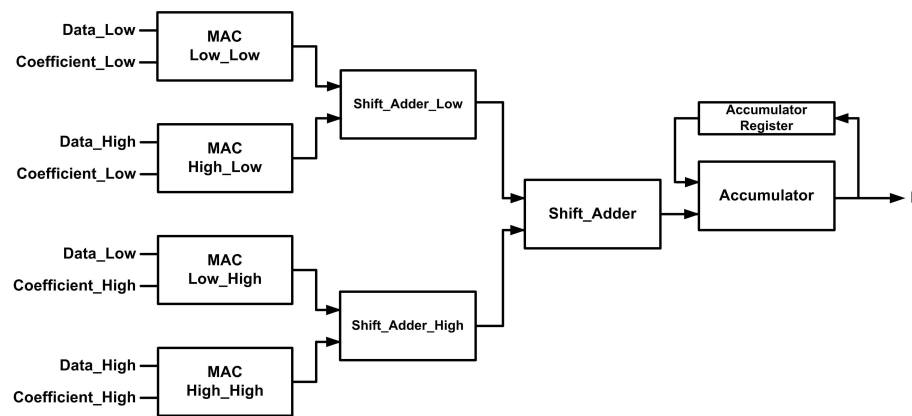 Data_Low
Coefficient_Low
MAC
Low_Low
Data_High
Coefficient_Low
MAC
High_Low
Shift_Adder_Low
Data_Low
Coefficient_High
MAC
Low_High
Data_High
Coefficient_High
MAC
High_High
Shift_Adder_High
Shift_Adder
Accumulator
Register
Accumulator